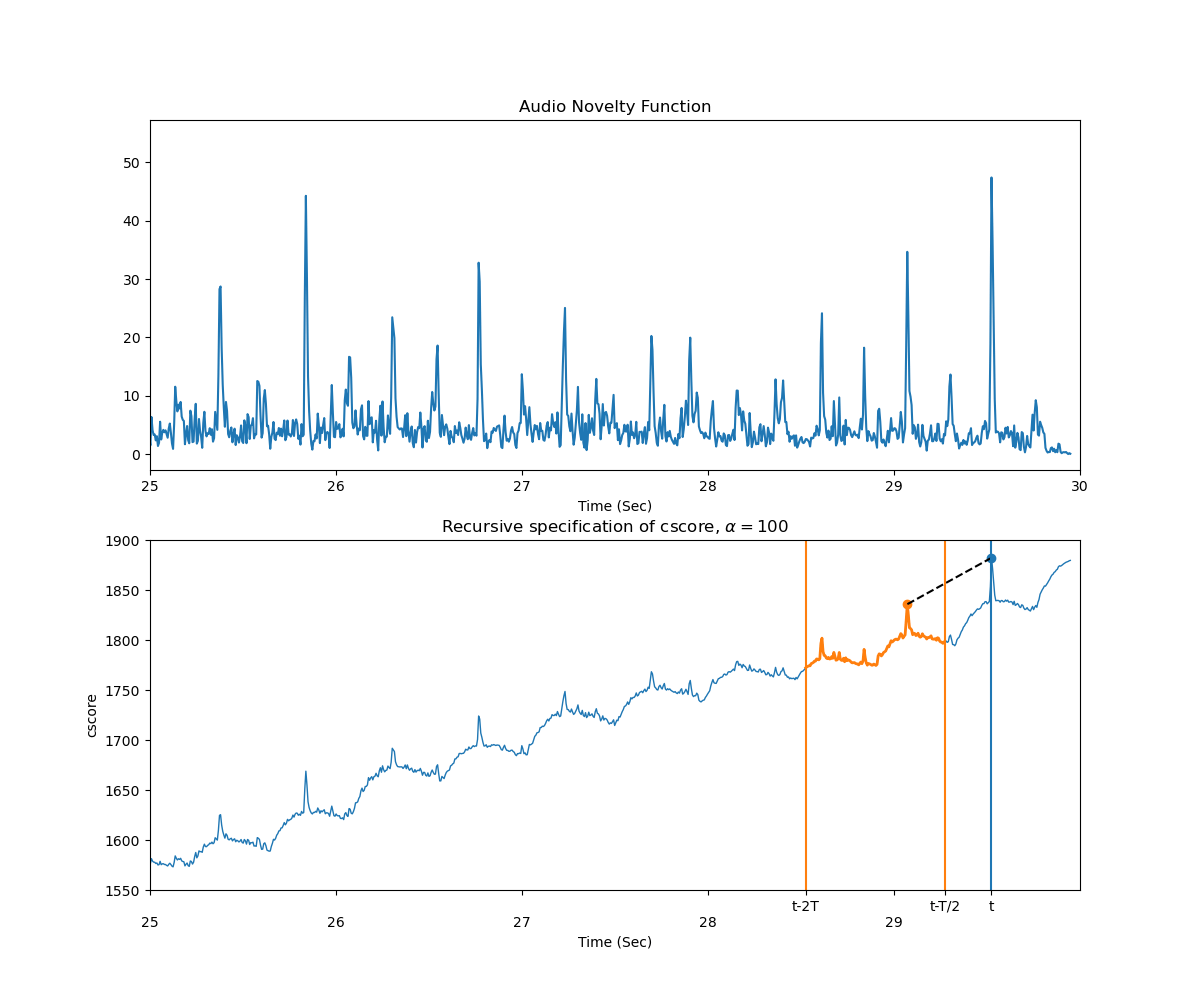 Audio Novelty Function
50
40
30
20
10
0
25 26 27 28 29 30
Time (Sec)
Recursive specification of cscore, α = 100
1900
1850
1800
1750
1700
1650
1600
1550
cscore
t-2T t-T/2 t
25 26 27 28 29
Time (Sec)